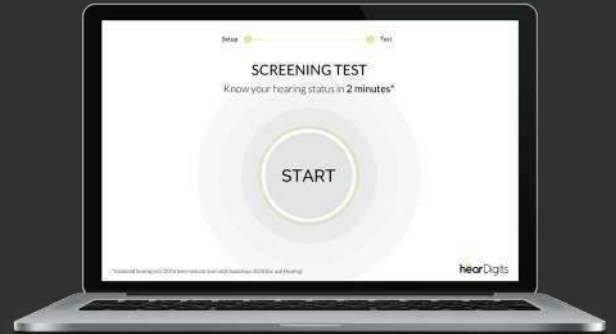 Setup Test
SCREENING TEST
Know your hearing status in 2 minutes*
START
hearDigits